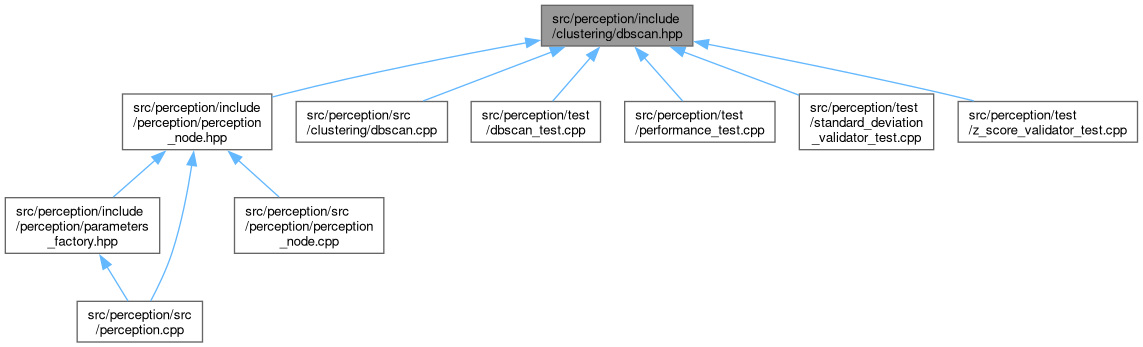 src/perception/include
/clustering/dbscan.hpp
src/perception/include
/perception/perception
_node.hpp
src/perception/src
/clustering/dbscan.cpp
src/perception/test
/dbscan_test.cpp
src/perception/test
/performance_test.cpp
src/perception/test
/standard_deviation
_validator_test.cpp
src/perception/test
/z_score_validator_test.cpp
src/perception/include
/perception/parameters
_factory.hpp
src/perception/src
/perception/perception
_node.cpp
src/perception/src
/perception.cpp